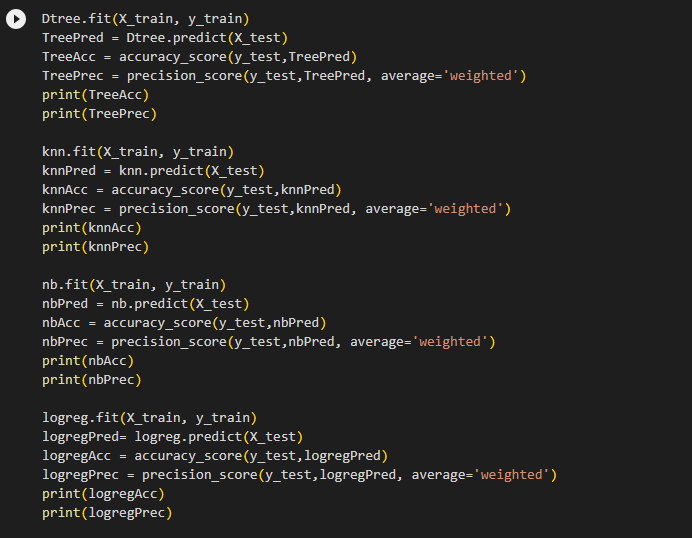 Dtree.fit(X_train, y_train)
TreePred = Dtree.predict(X_test)
TreeAcc = accuracy_score(y_test,TreePred)
TreePrec = precision_score(y_test,TreePred, average='weighted')
print(TreeAcc)
print(TreePrec)

knn.fit(X_train, y_train)
knnPred = knn.predict(X_test)
knnAcc = accuracy_score(y_test,knnPred)
knnPrec = precision_score(y_test,knnPred, average='weighted')
print(knnAcc)
print(knnPrec)

nb.fit(X_train, y_train)
nbPred = nb.predict(X_test)
nbAcc = accuracy_score(y_test,nbPred)
nbPrec = precision_score(y_test,nbPred, average='weighted')
print(nbAcc)
print(nbPrec)

logreg.fit(X_train, y_train)
logregPred= logreg.predict(X_test)
logregAcc = accuracy_score(y_test,logregPred)
logregPrec = precision_score(y_test,logregPred, average='weighted')
print(logregAcc)
print(logregPrec)